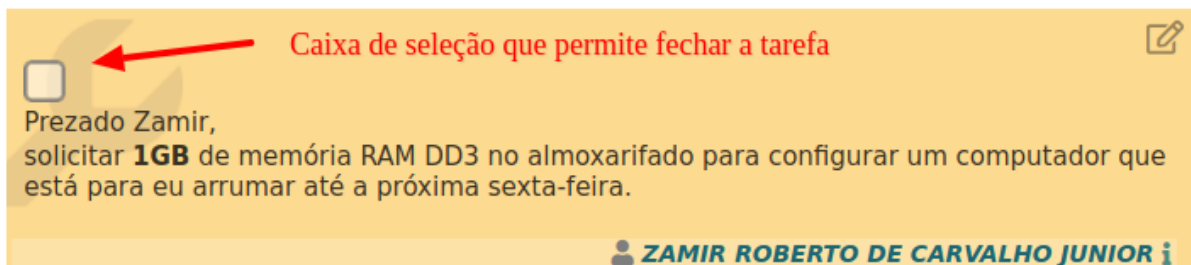 Caixa de seleção que permite fechar a tarefa
Prezado Zamir,
solicitar 1GB de memória RAM DD3 no almoxarifado para configurar um computador que
está para eu arrumar até a próxima sexta-feira.
ZAMIR ROBERTO DE CARVALHO JUNIOR i